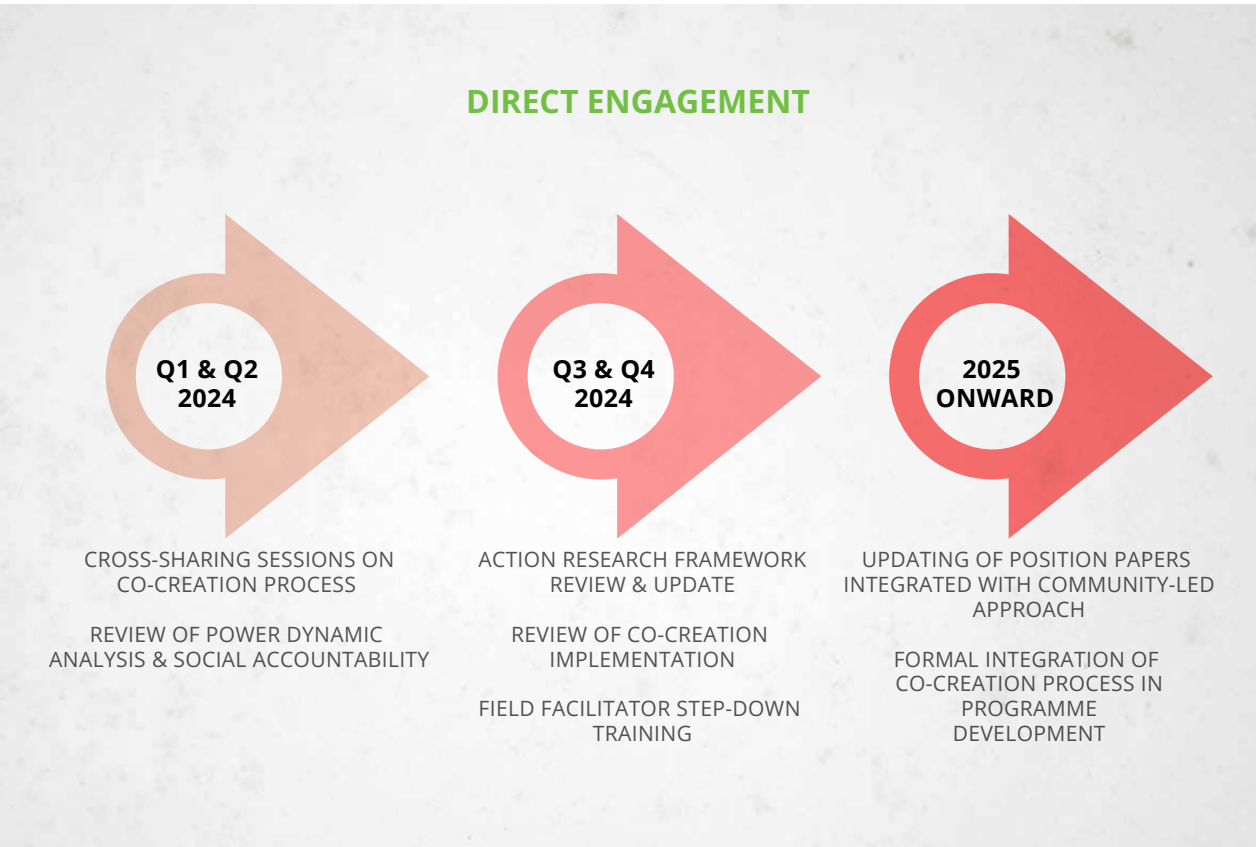 DIRECT ENGAGEMENT
Q1 & Q2
2024
CROSS-SHARING SESSIONS ON
CO-CREATION PROCESS
REVIEW OF POWER DYNAMIC
ANALYSIS & SOCIAL ACCOUNTABILITY
Q3 & Q4
2024
ACTION RESEARCH FRAMEWORK
REVIEW & UPDATE
REVIEW OF CO-CREATION
IMPLEMENTATION
FIELD FACILITATOR STEP-DOWN
TRAINING
2025
ONWARD
UPDATING OF POSITION PAPERS
INTEGRATED WITH COMMUNITY-LED
APPROACH
FORMAL INTEGRATION OF
CO-CREATION PROCESS IN
PROGRAMME
DEVELOPMENT